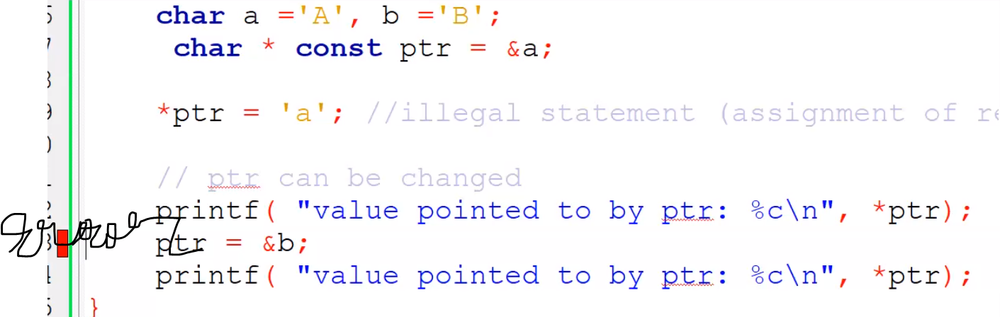 char a ='A', b ='B';
char * const ptr = &a;
*ptr = 'a'; //illegal statement (assignment of re
// ptr can be changed
printf( "value pointed to by ptr: %c\n", *ptr);
ptr = &b;
printf( "value pointed to by ptr: %c\n", *ptr);
}